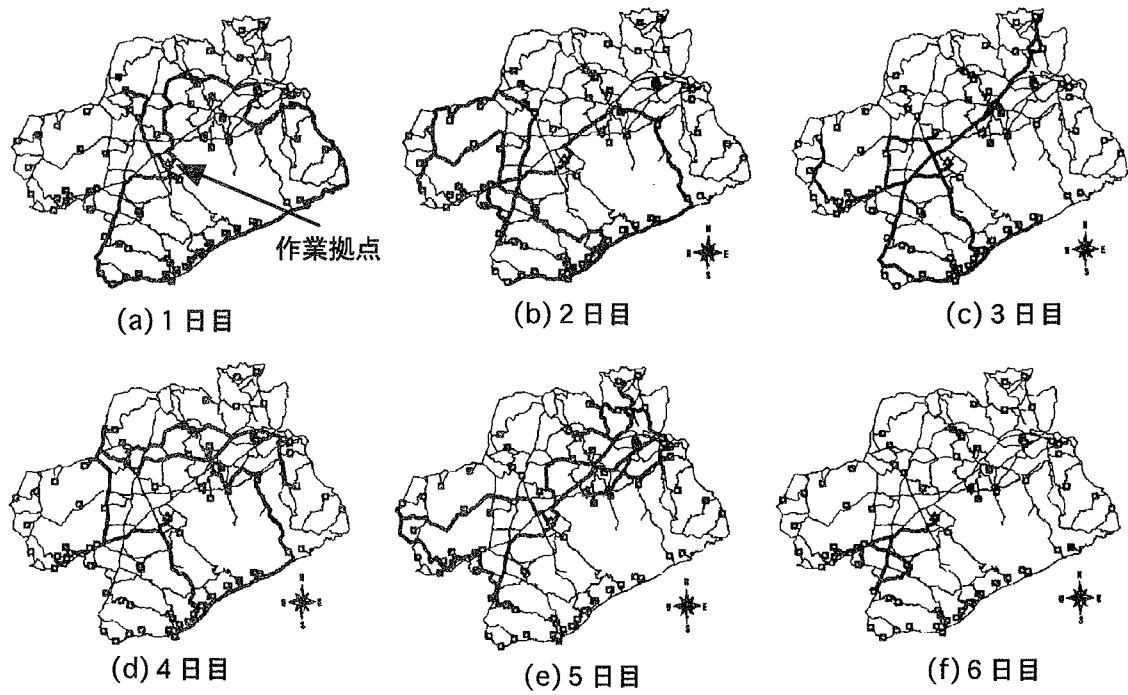 作業拠点
(a) 1 日目
(b) 2 日目
(c) 3 日目
(d) 4 日目
(e) 5 日目
(f) 6 日目